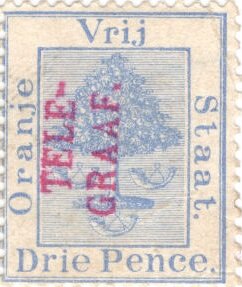 Vrij
Oranje
Staat.
TELE-
GRAAF.
Drie Pence.